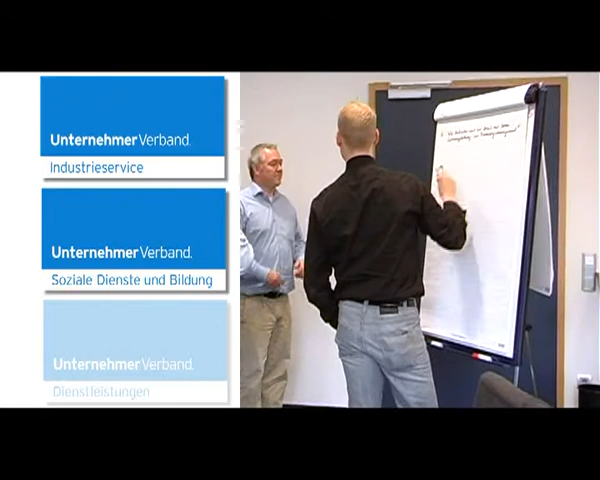 UnternehmerVerband.
Industrieservice
UnternehmerVerband.
Soziale Dienste und Bildung
UnternehmerVerband.
Dienstleistungen